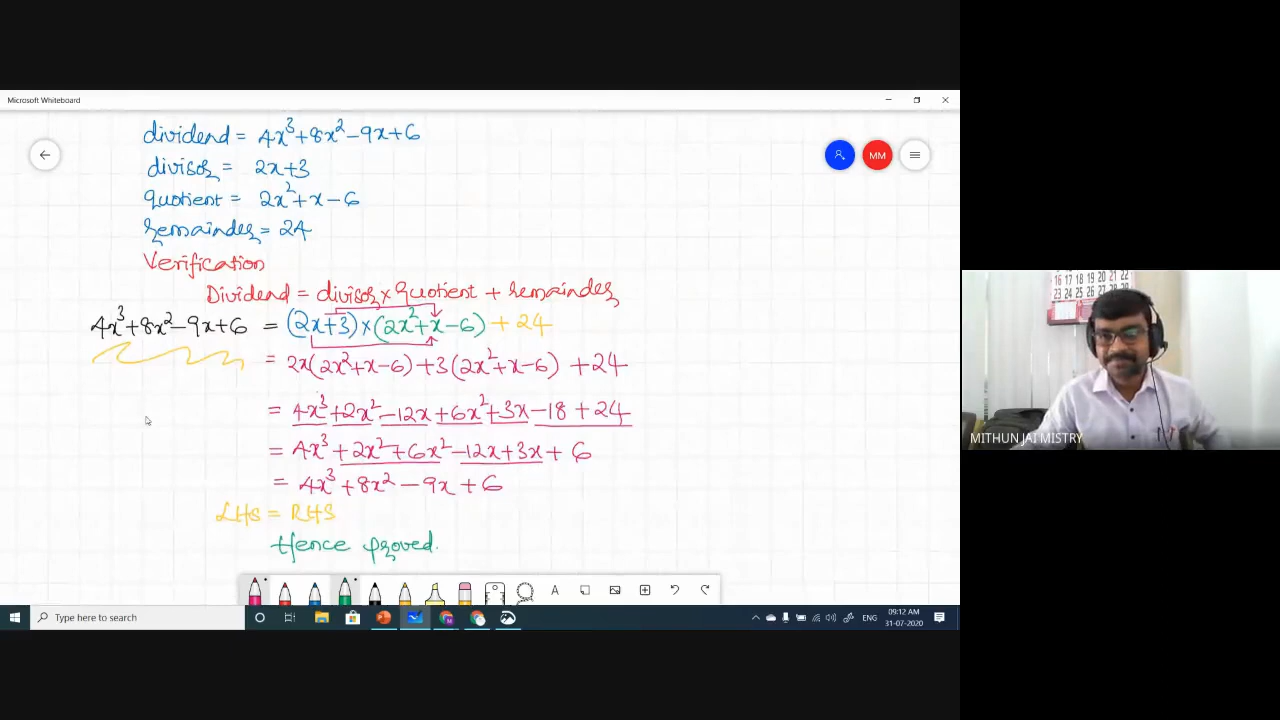 Microsoft Whiteboard
dividend = 4x³+8x²-9x+6
divisor = 2x+3
quotient = 2x²+x-6
remainder = 24
Verification
Dividend = divisor × quotient + remainder
4x³+8x²-9x+6 = (2x+3)×(2x²+x-6) + 24
= 2x(2x²+x-6)+3(2x²+x-6) +24
= 4x³+2x²-12x+6x²+3x-18+24
= 4x³+2x²+6x²-12x+3x+6
= 4x³+8x²-9x+6
LHS = RHS
Hence proved.
MM
MITHUN JAI MISTRY
A
Type here to search
ENG
09:12 AM
31-07-2020